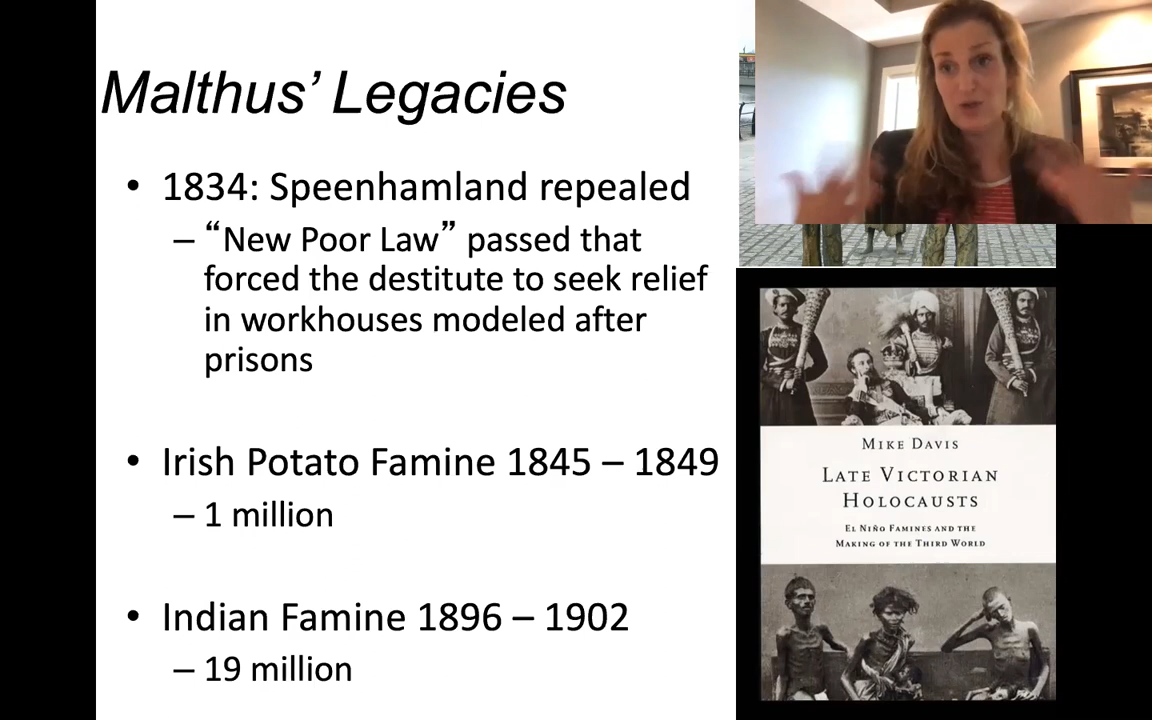 Malthus’ Legacies
• 1834: Speenhamland repealed
– “New Poor Law” passed that
forced the destitute to seek relief
in workhouses modeled after
prisons
• Irish Potato Famine 1845 – 1849
– 1 million
• Indian Famine 1896 – 1902
– 19 million
MIKE DAVIS
LATE VICTORIAN
HOLOCAUSTS
EL NIÑO FAMINES AND THE
MAKING OF THE THIRD WORLD